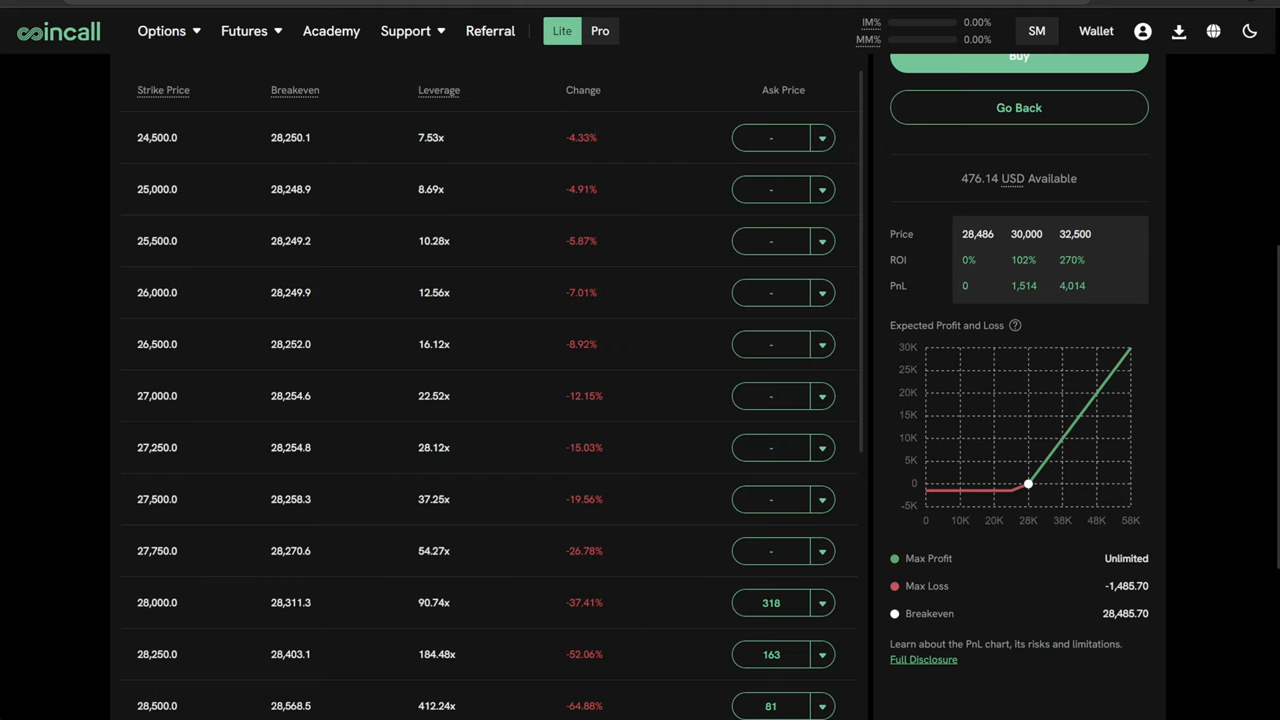 coincall Options Futures Academy Support Referral Lite Pro IM% 0.00% MM% 0.00% SM Wallet
Buy
Strike Price Breakeven Leverage Change Ask Price
24,500.0 28,250.1 7.53x -4.33% -
25,000.0 28,248.9 8.69x -4.91% -
25,500.0 28,249.2 10.28x -5.87% -
26,000.0 28,249.9 12.56x -7.01% -
26,500.0 28,252.0 16.12x -8.92% -
27,000.0 28,254.6 22.52x -12.15% -
27,250.0 28,254.8 28.12x -15.03% -
27,500.0 28,258.3 37.25x -19.56% -
27,750.0 28,270.6 54.27x -26.78% -
28,000.0 28,311.3 90.74x -37.41% 318
28,250.0 28,403.1 184.48x -52.06% 163
28,500.0 28,568.5 412.24x -64.88% 81
Go Back
476.14 USD Available
Price 28,486 30,000 32,500
ROI 0% 102% 270%
PnL 0 1,514 4,014
Expected Profit and Loss ?
30K
25K
20K
15K
10K
5K
0
-5K
0 10K 20K 28K 38K 48K 58K
Max Profit Unlimited
Max Loss -1,485.70
Breakeven 28,485.70
Learn about the PnL chart, its risks and limitations.
Full Disclosure